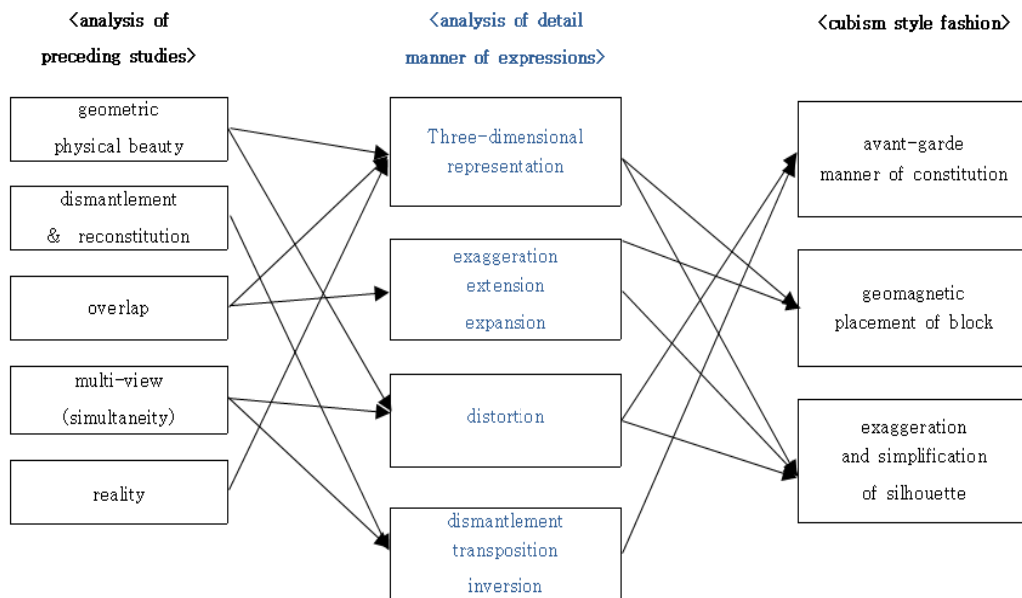 <analysis of
preceding studies>
<analysis of detail
manner of expressions>
<cubism style fashion>
geometric
physical beauty
dismantlement
& reconstitution
overlap
multi-view
(simultaneity)
reality
Three-dimensional
representation
exaggeration
extension
expansion
distortion
dismantlement
transposition
inversion
avant-garde
manner of constitution
geomagnetic
placement of block
exaggeration
and simplification
of silhouette